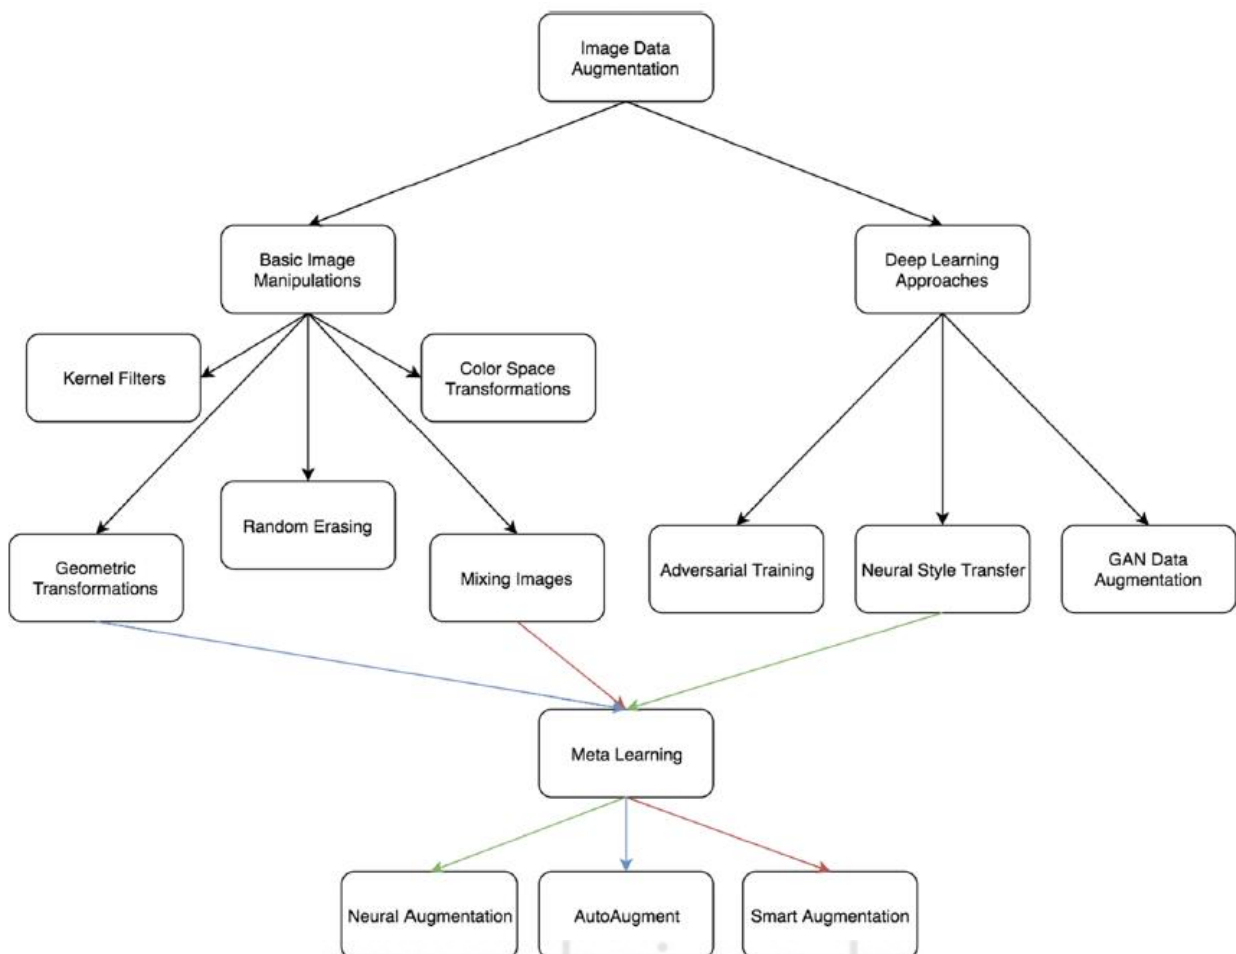 Image Data
Augmentation
Basic Image
Manipulations
Deep Learning
Approaches
Kernel Filters
Color Space
Transformations
Random Erasing
Geometric
Transformations
Mixing Images
Adversarial Training
Neural Style Transfer
GAN Data
Augmentation
Meta Learning
Neural Augmentation
AutoAugment
Smart Augmentation